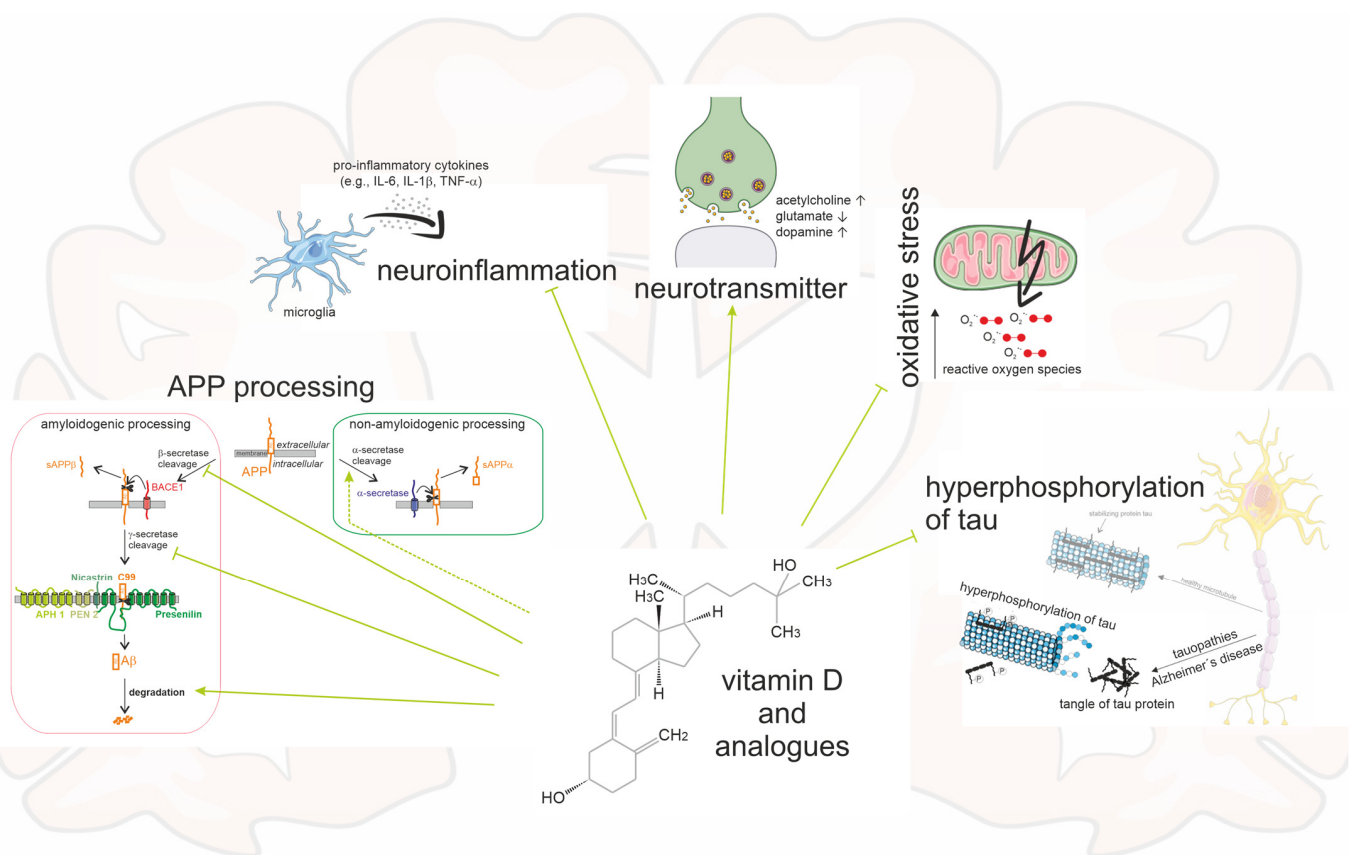 pro-inflammatory cytokines
(e.g., IL-6, IL-1β, TNF-α)
microglia
neuroinflammation
acetylcholine ↑
glutamate ↓
dopamine ↑
neurotransmitter
oxidative stress
O₂˙⁻
O₂˙⁻
O₂˙⁻
O₂˙⁻
reactive oxygen species
APP processing
amyloidogenic processing
sAPPβ
β-secretase
cleavage
BACE1
extracellular
membrane
intracellular
APP
non-amyloidogenic processing
α-secretase
cleavage
sAPPα
α-secretase
γ-secretase
cleavage
Nicastrin
C99
APH 1
PEN 2
Presenilin
Aβ
degradation
hyperphosphorylation
of tau
stabilizing protein tau
healthy microtubole
hyperphosphorylation of tau
P
P
P
P
tauopathies
Alzheimer´s disease
tangle of tau protein
HO
H₃C
H₃C
CH₃
H
CH₃
H
CH₂
HO
vitamin D
and
analogues